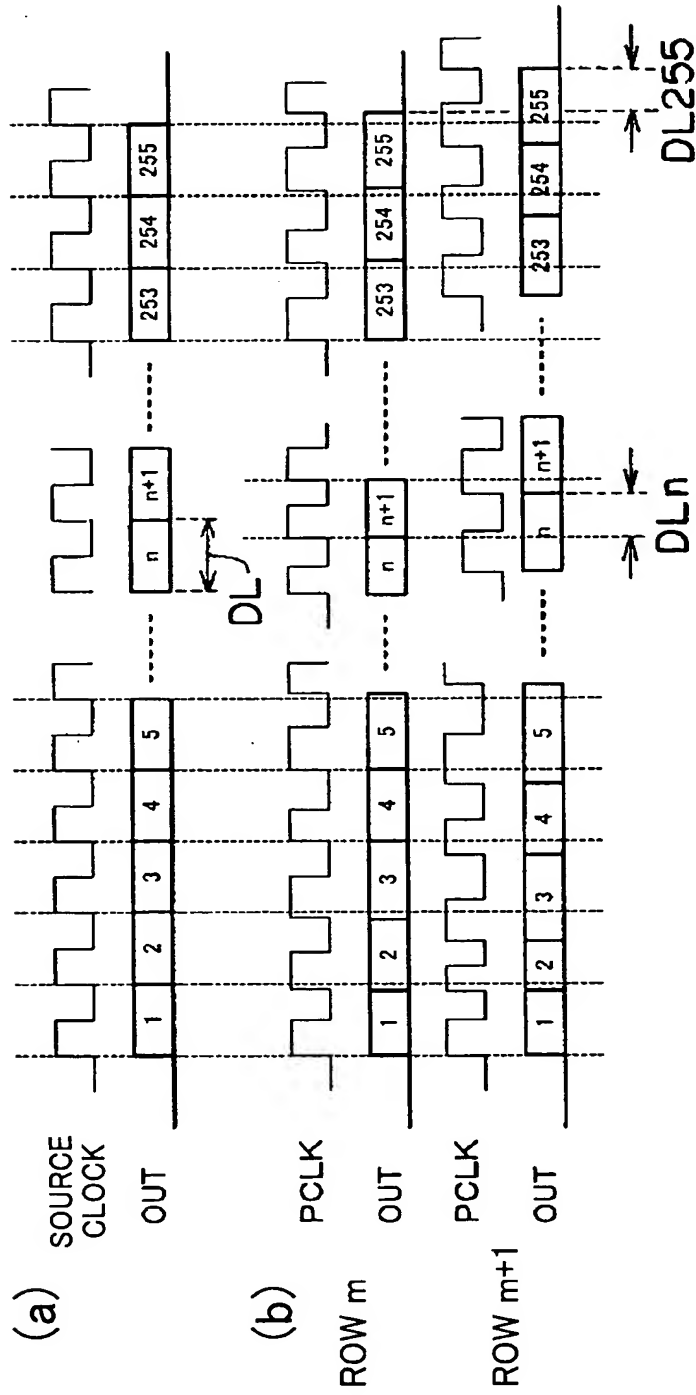 (a)
SOURCE
CLOCK
OUT
1 2 3 4 5 n n+1 253 254 255
DL
(b)
ROW m
PCLK
OUT
1 2 3 4 5 n n+1 253 254 255
ROW m+1
PCLK
OUT
1 2 3 4 5 n n+1 253 254 255
DLn
DL255